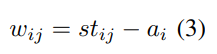 w_{ij} = st_{ij} − a_i (3)